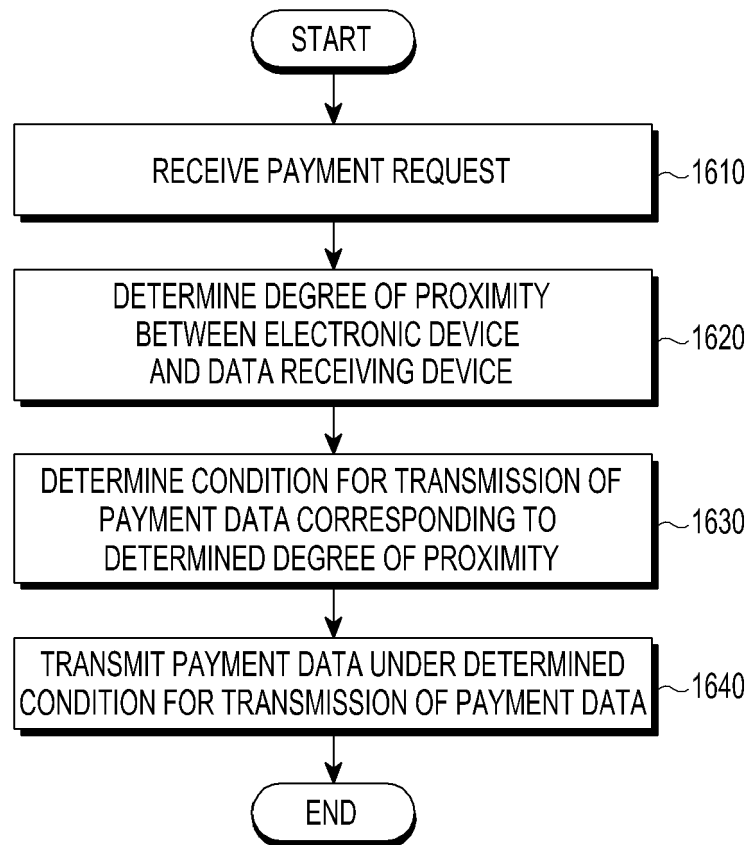 START
RECEIVE PAYMENT REQUEST
1610
DETERMINE DEGREE OF PROXIMITY
BETWEEN ELECTRONIC DEVICE
AND DATA RECEIVING DEVICE
1620
DETERMINE CONDITION FOR TRANSMISSION OF
PAYMENT DATA CORRESPONDING TO
DETERMINED DEGREE OF PROXIMITY
1630
TRANSMIT PAYMENT DATA UNDER DETERMINED
CONDITION FOR TRANSMISSION OF PAYMENT DATA
1640
END